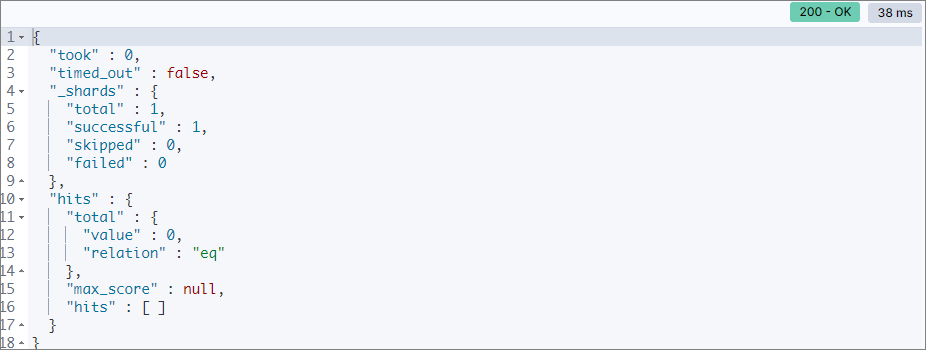 200 - OK 38 ms
1 {
2 "took" : 0,
3 "timed_out" : false,
4 "_shards" : {
5 "total" : 1,
6 "successful" : 1,
7 "skipped" : 0,
8 "failed" : 0
9 },
10 "hits" : {
11 "total" : {
12 "value" : 0,
13 "relation" : "eq"
14 },
15 "max_score" : null,
16 "hits" : [ ]
17 }
18 }